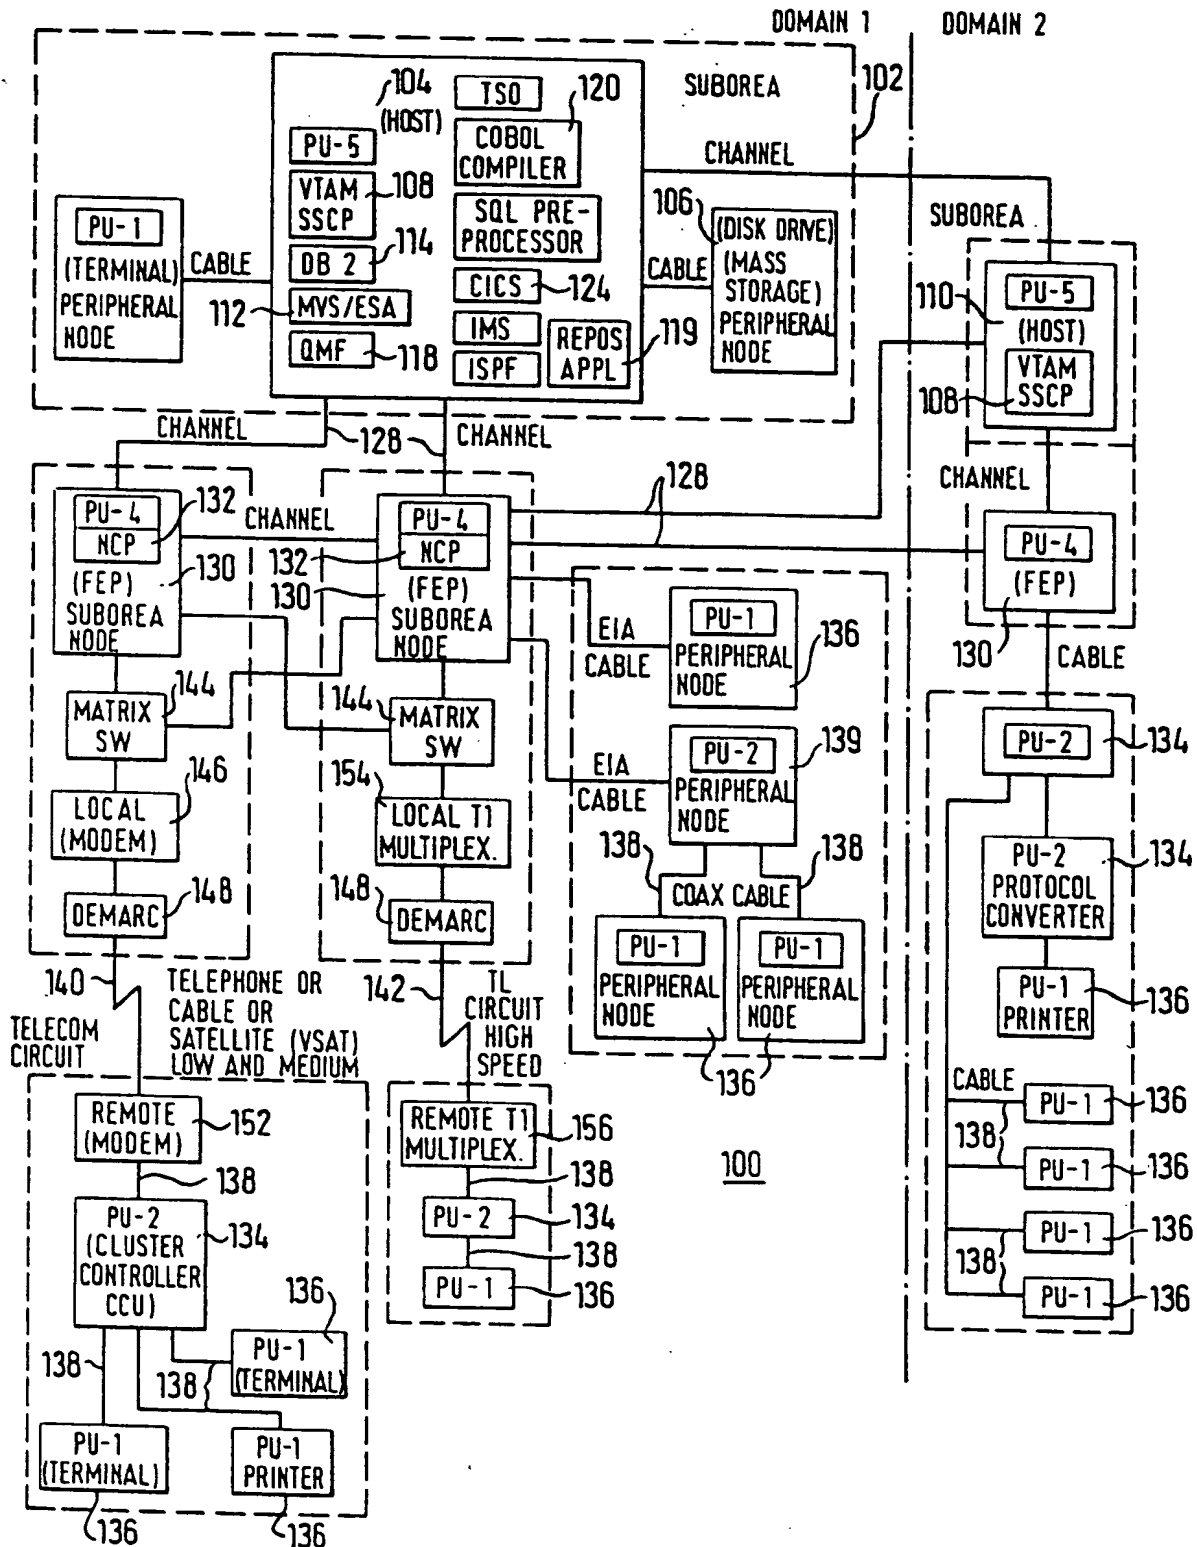 DOMAIN 1
DOMAIN 2
104
(HOST)
TSO
120
SUBOREA
102
PU-5
COBOL
COMPILER
CHANNEL
VTAM
SSCP
108
SQL PRE-
PROCESSOR
106
(DISK DRIVE)
(MASS
STORAGE)
PERIPHERAL
NODE
SUBOREA
PU-1
(TERMINAL)
PERIPHERAL
NODE
CABLE
DB 2
114
CICS
124
CABLE
112
MVS/ESA
IMS
REPOS
APPL
119
QMF
118
ISPF
110
PU-5
(HOST)
VTAM
SSCP
108
CHANNEL
128
CHANNEL
CHANNEL
PU-4
NCP
132
(FEP)
SUBOREA
NODE
130
CHANNEL
PU-4
NCP
132
(FEP)
SUBOREA
NODE
130
128
PU-4
(FEP)
130
CABLE
EIA
CABLE
PU-1
PERIPHERAL
NODE
136
144
MATRIX
SW
144
MATRIX
SW
EIA
CABLE
PU-2
PERIPHERAL
NODE
139
PU-2
134
146
LOCAL
(MODEM)
154
LOCAL T1
MULTIPLEX.
138
138
COAX CABLE
PU-2
PROTOCOL
CONVERTER
134
148
DEMARC
148
DEMARC
PU-1
PERIPHERAL
NODE
PU-1
PERIPHERAL
NODE
136
PU-1
PRINTER
136
140
TELEPHONE OR
CABLE OR
SATELLITE (VSAT)
LOW AND MEDIUM
TELECOM
CIRCUIT
142
TL
CIRCUIT
HIGH
SPEED
CABLE
PU-1
136
138
PU-1
136
PU-1
136
138
PU-1
136
REMOTE
(MODEM)
152
REMOTE T1
MULTIPLEX.
156
100
138
138
PU-2
(CLUSTER
CONTROLLER
CCU)
134
PU-2
134
138
PU-1
136
136
PU-1
(TERMINAL)
138
138
PU-1
(TERMINAL)
PU-1
PRINTER
136
136